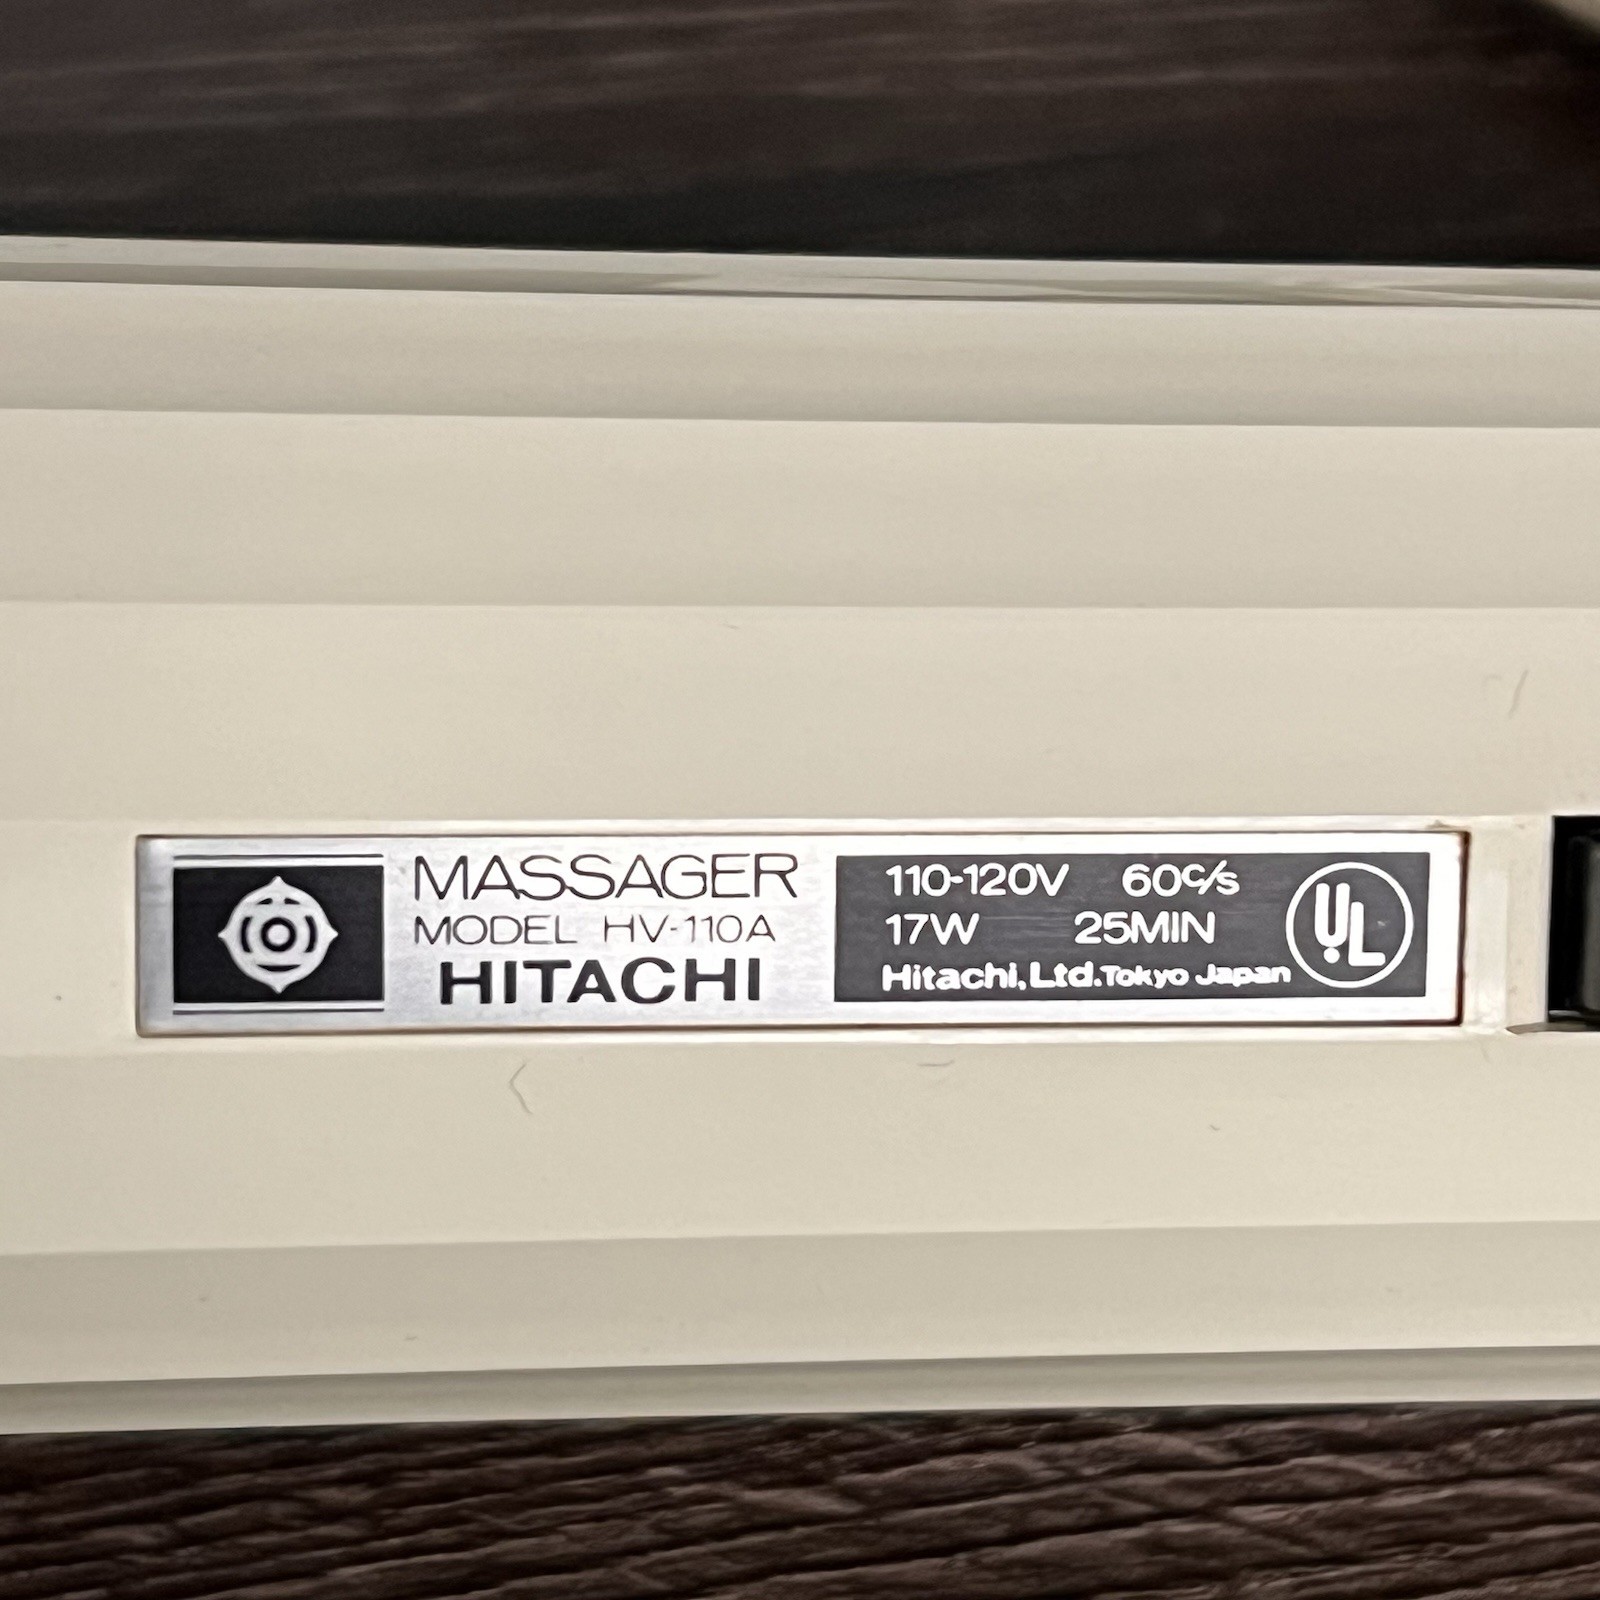 MASSAGER
MODEL HV-110A
HITACHI
110-120V 60c/s
17W 25MIN
Hitachi, Ltd. Tokyo Japan
UL